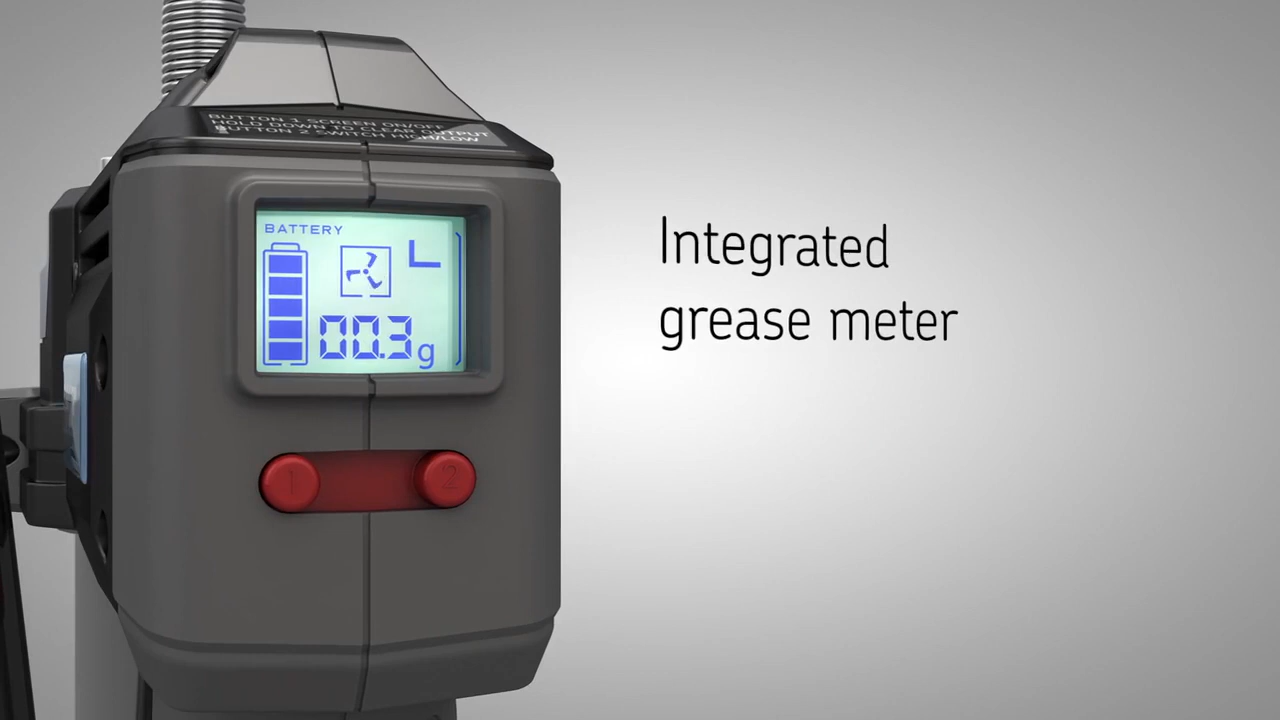 BUTTON 1 SCREEN ON/OFF
HOLD DOWN TO CLEAR OUTPUT
BUTTON 2 SWITCH HIGH/LOW
BATTERY
L
00.3 g
1
2
Integrated
grease meter